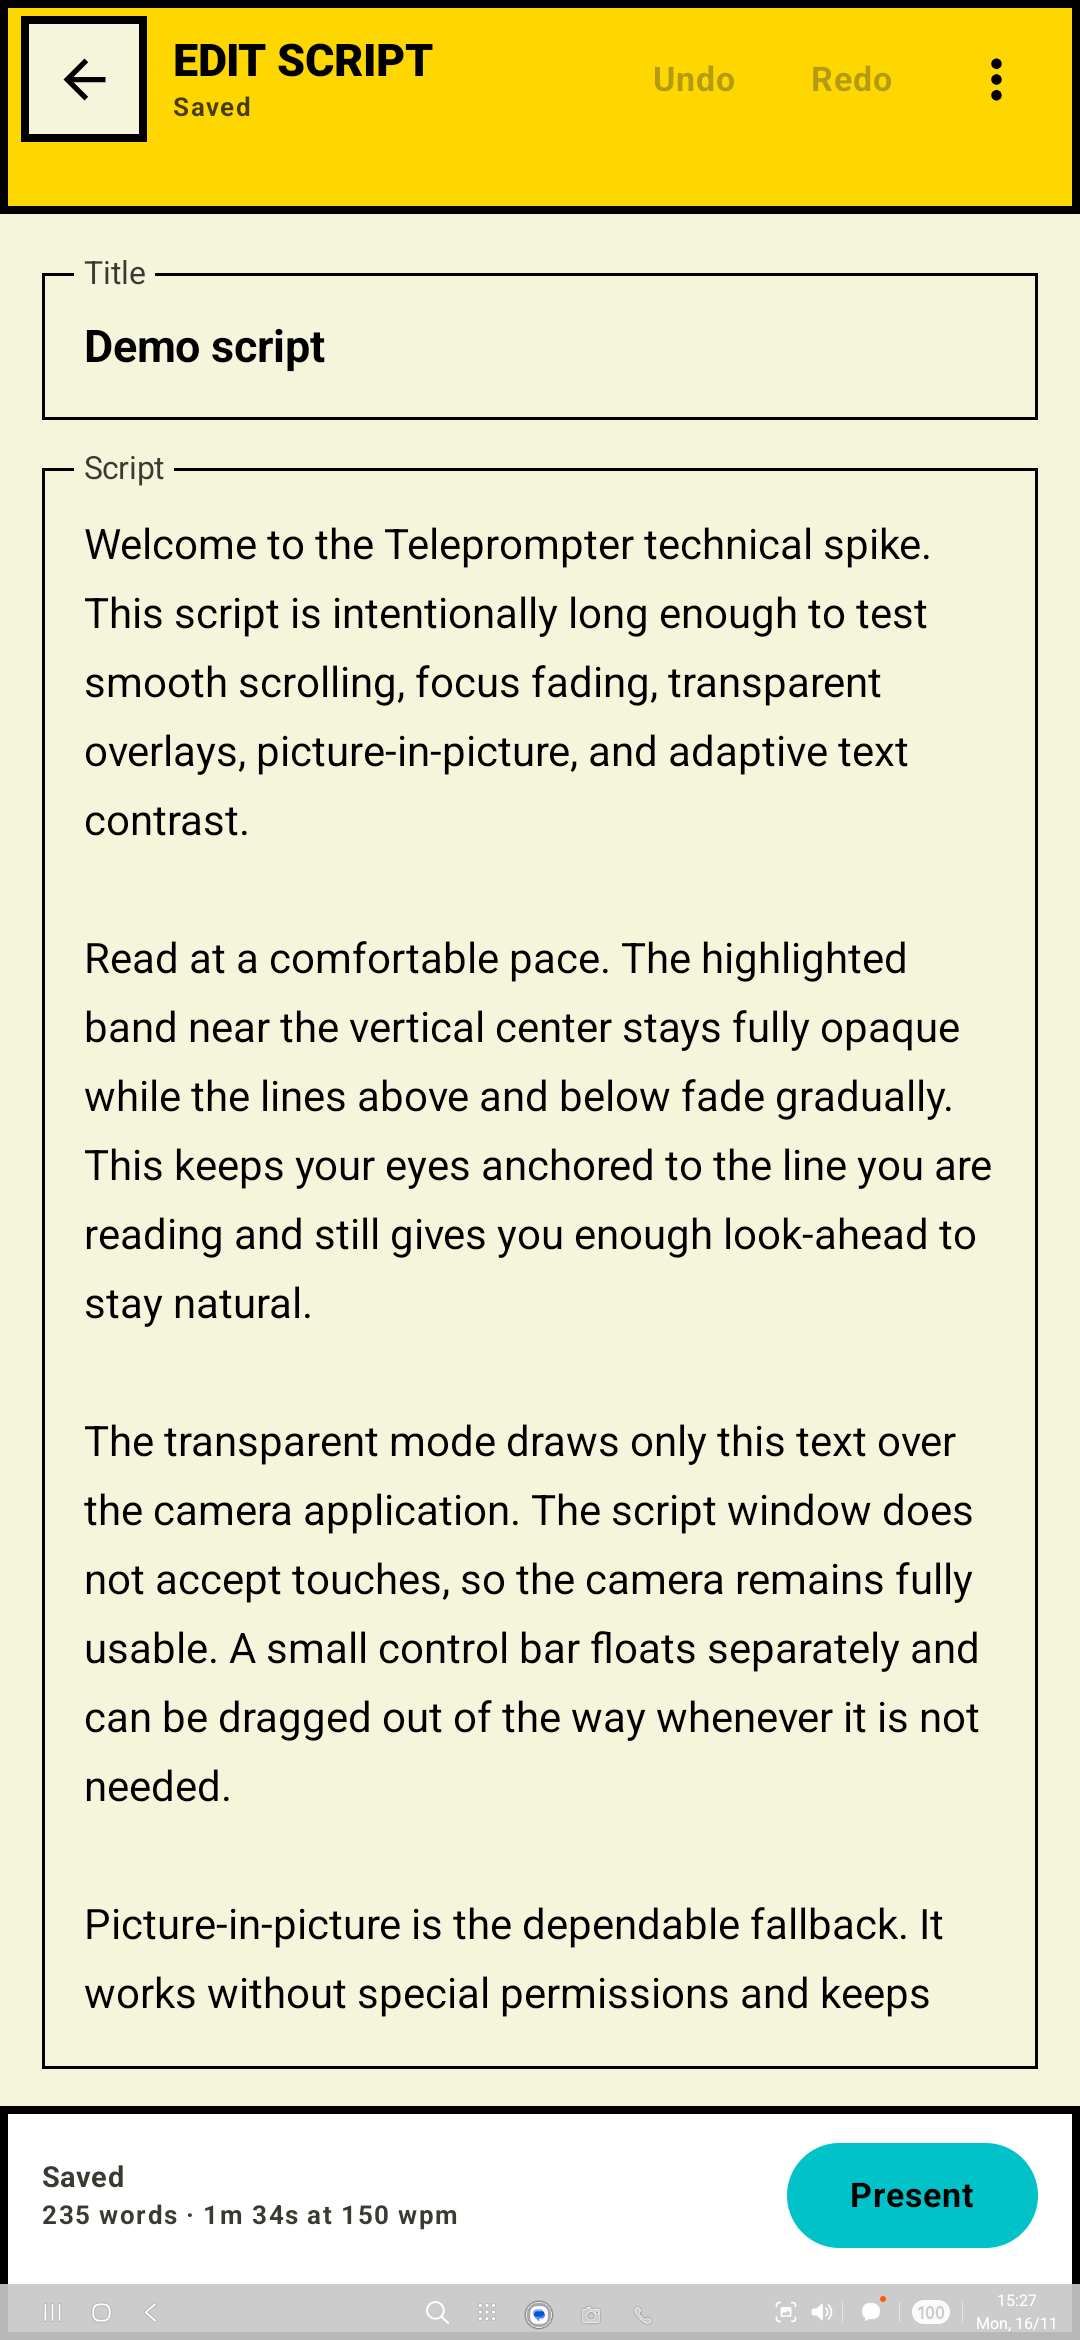 EDIT SCRIPT
Saved
Undo
Redo
Title
Demo script
Script
Welcome to the Teleprompter technical spike.
This script is intentionally long enough to test
smooth scrolling, focus fading, transparent
overlays, picture-in-picture, and adaptive text
contrast.
Read at a comfortable pace. The highlighted
band near the vertical center stays fully opaque
while the lines above and below fade gradually.
This keeps your eyes anchored to the line you are
reading and still gives you enough look-ahead to
stay natural.
The transparent mode draws only this text over
the camera application. The script window does
not accept touches, so the camera remains fully
usable. A small control bar floats separately and
can be dragged out of the way whenever it is not
needed.
Picture-in-picture is the dependable fallback. It
works without special permissions and keeps
Saved
235 words · 1m 34s at 150 wpm
Present
100
15:27
Mon, 16/11